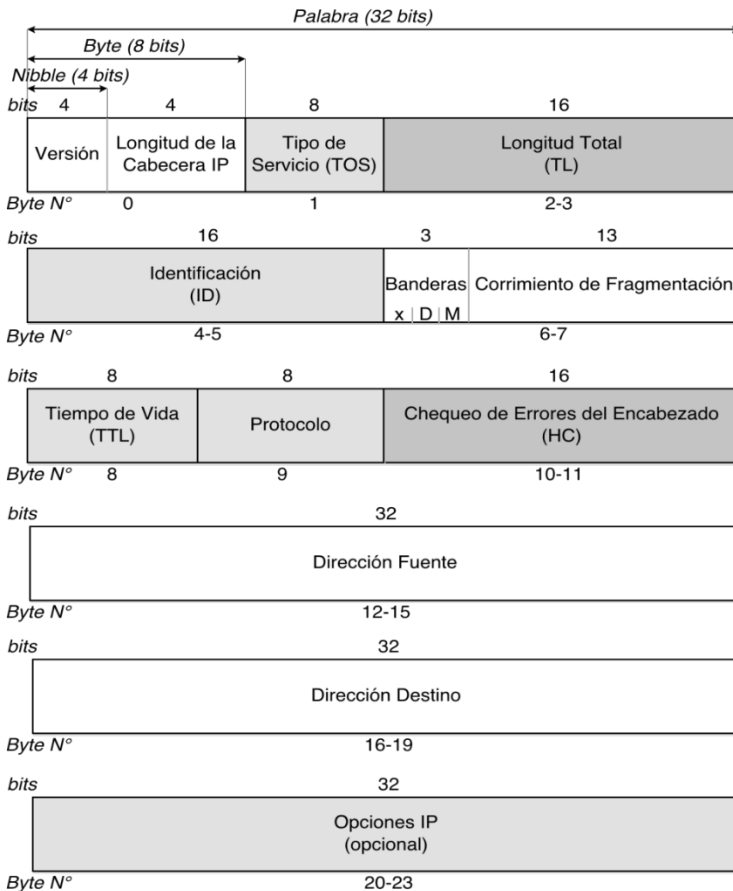 Palabra (32 bits)
Byte (8 bits)
Nibble (4 bits)
bits 4 4 8 16
Versión Longitud de la Cabecera IP Tipo de Servicio (TOS) Longitud Total (TL)
Byte N° 0 1 2-3
bits 16 3 13
Identificación (ID) Banderas x D M Corrimiento de Fragmentación
Byte N° 4-5 6-7
bits 8 8 16
Tiempo de Vida (TTL) Protocolo Chequeo de Errores del Encabezado (HC)
Byte N° 8 9 10-11
bits 32
Dirección Fuente
Byte N° 12-15
bits 32
Dirección Destino
Byte N° 16-19
bits 32
Opciones IP
(opcional)
Byte N° 20-23